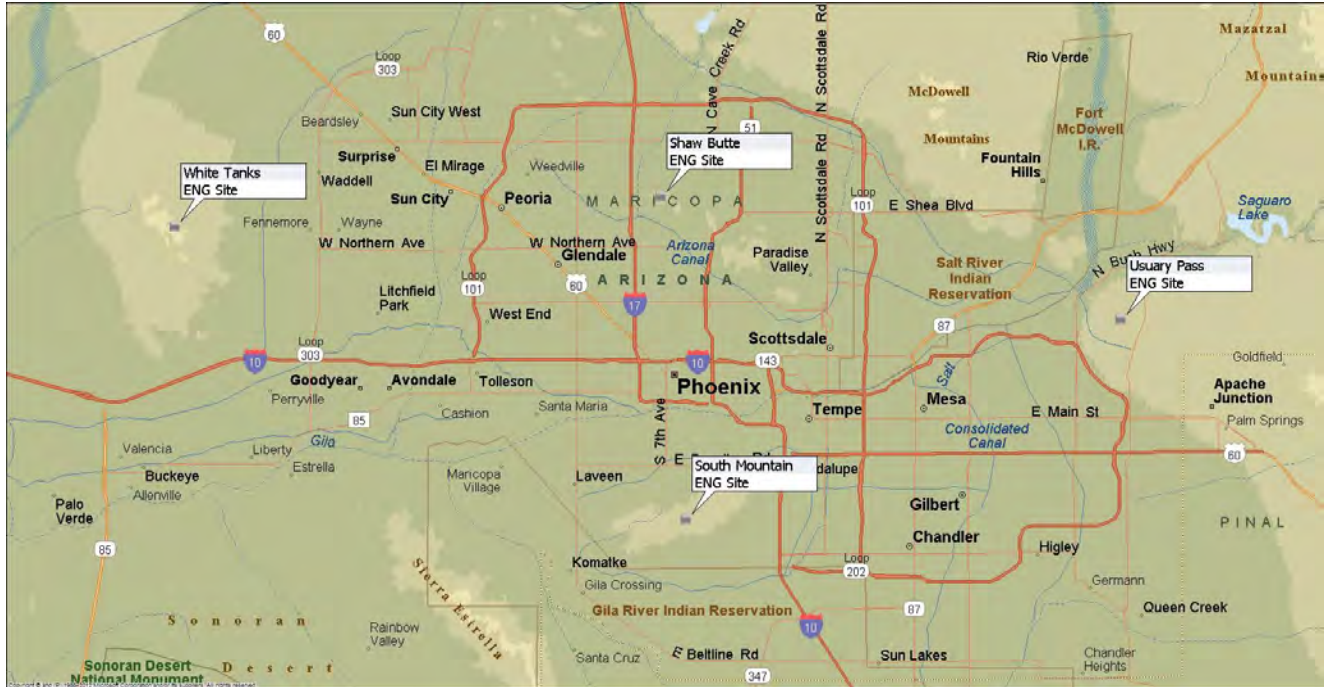 60
Loop
303
Sun City West
Beardsley
Surprise
El Mirage
Weedville
Waddell
Sun City
Peoria
White Tanks
ENG Site
Fennemore
Wayne
W Northern Ave
W Northern Ave
Glendale
Shaw Butte
ENG Site
MARICOPA
ARIZONA
Arizona
Canal
N Cave Creek Rd
51
N Scottsdale Rd
N Scottsdale Rd
McDowell
Mountains
Rio Verde
Mazatzal
Mountains
Fort
McDowell
I.R.
Fountain
Hills
Loop
101
E Shea Blvd
Saguaro
Lake
Paradise
Valley
Salt River
Indian
Reservation
N Bush Hwy
Usuary Pass
ENG Site
Litchfield
Park
Loop
101
60
17
West End
Scottsdale
87
Goldfield
10
Loop
303
10
143
Goodyear
Avondale
Tolleson
Phoenix
Perryville
85
Cashion
Santa Maria
S 7th Ave
Tempe
Salt
Mesa
E Main St
Apache
Junction
Palm Springs
Consolidated
Canal
60
Valencia
Gila
Liberty
Estrella
Buckeye
Allenville
Palo
Verde
85
Maricopa
Village
Laveen
South Mountain
ENG Site
dalupe
Gilbert
Chandler
PINAL
Higley
Komatke
Loop
202
Gila Crossing
Germann
Sierra Estrella
Gila River Indian Reservation
10
87
Queen Creek
Sonoran
Desert
Rainbow
Valley
Sonoran Desert
National Monument
Santa Cruz
E Beltline Rd
347
Sun Lakes
Chandler
Heights